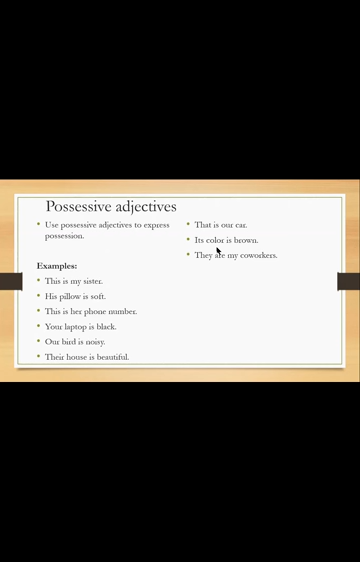 Possessive adjectives
• Use possessive adjectives to express
possession.
Examples:
• This is my sister.
• His pillow is soft.
• This is her phone number.
• Your laptop is black.
• Our bird is noisy.
• Their house is beautiful.
• That is our car.
• Its color is brown.
• They are my coworkers.